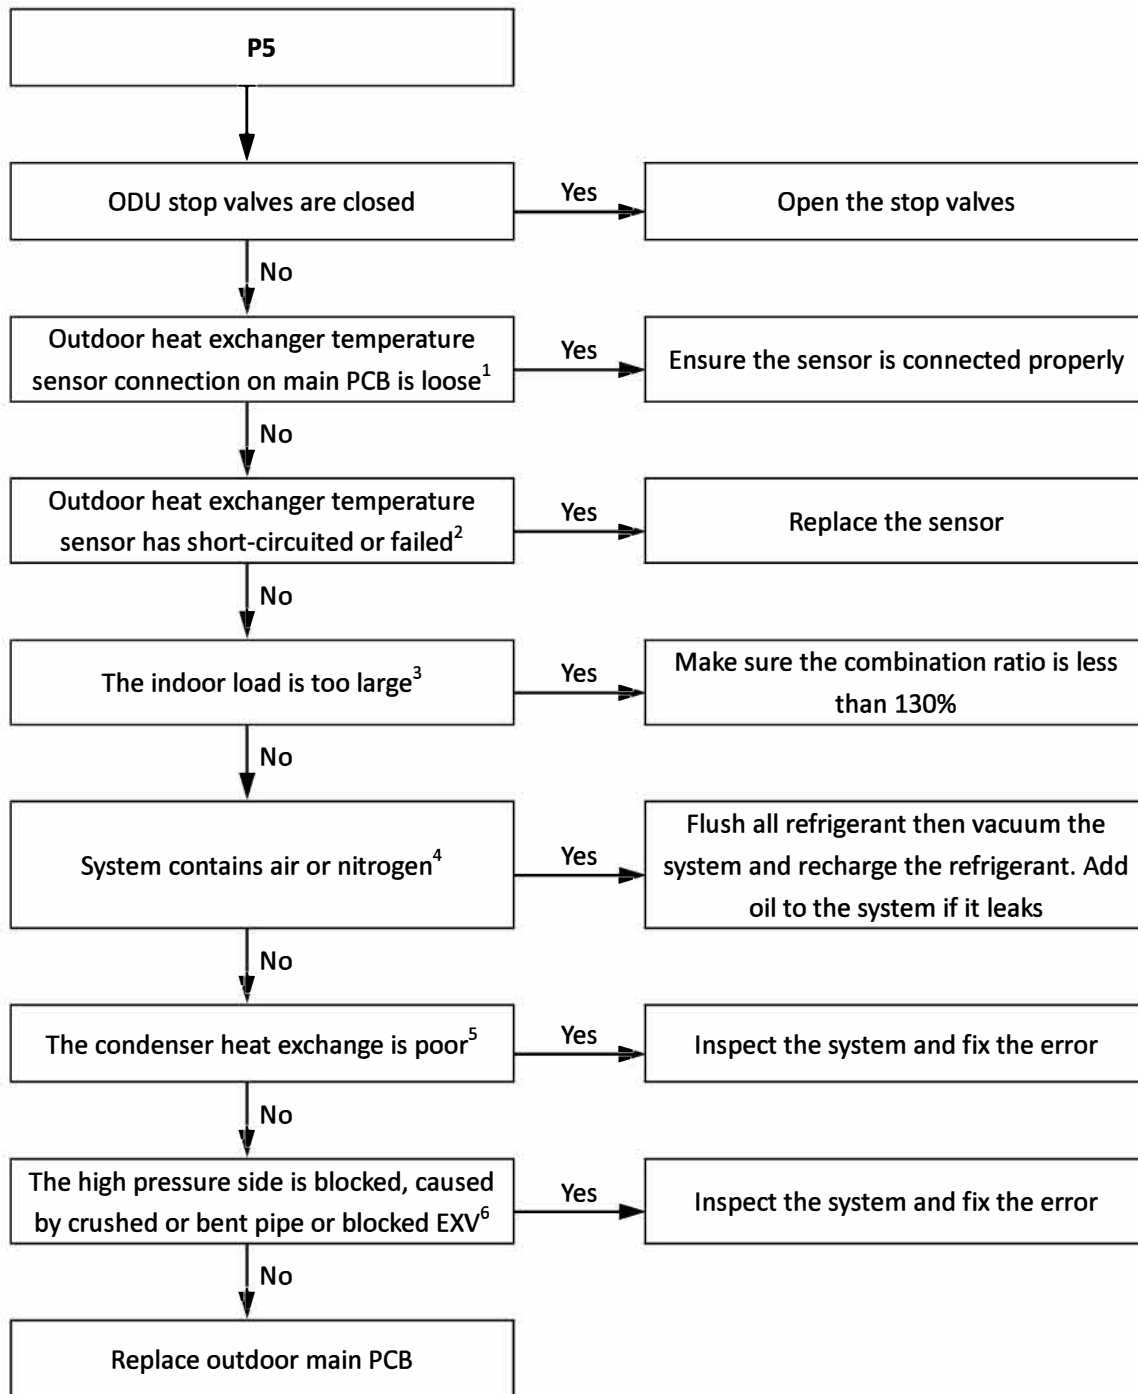 P5
ODU stop valves are closed
Yes
Open the stop valves
No
Outdoor heat exchanger temperature
sensor connection on main PCB is loose1
Yes
Ensure the sensor is connected properly
No
Outdoor heat exchanger temperature
sensor has short-circuited or failed2
Yes
Replace the sensor
No
The indoor load is too large3
Yes
Make sure the combination ratio is less
than 130%
No
System contains air or nitrogen4
Yes
Flush all refrigerant then vacuum the
system and recharge the refrigerant. Add
oil to the system if it leaks
No
The condenser heat exchange is poor5
Yes
Inspect the system and fix the error
No
The high pressure side is blocked, caused
by crushed or bent pipe or blocked EXV6
Yes
Inspect the system and fix the error
No
Replace outdoor main PCB